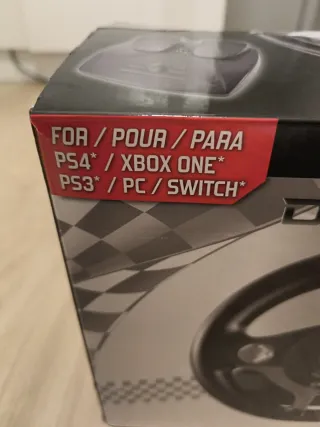 FOR / POUR / PARA
PS4* / XBOX ONE*
PS3* / PC / SWITCH*